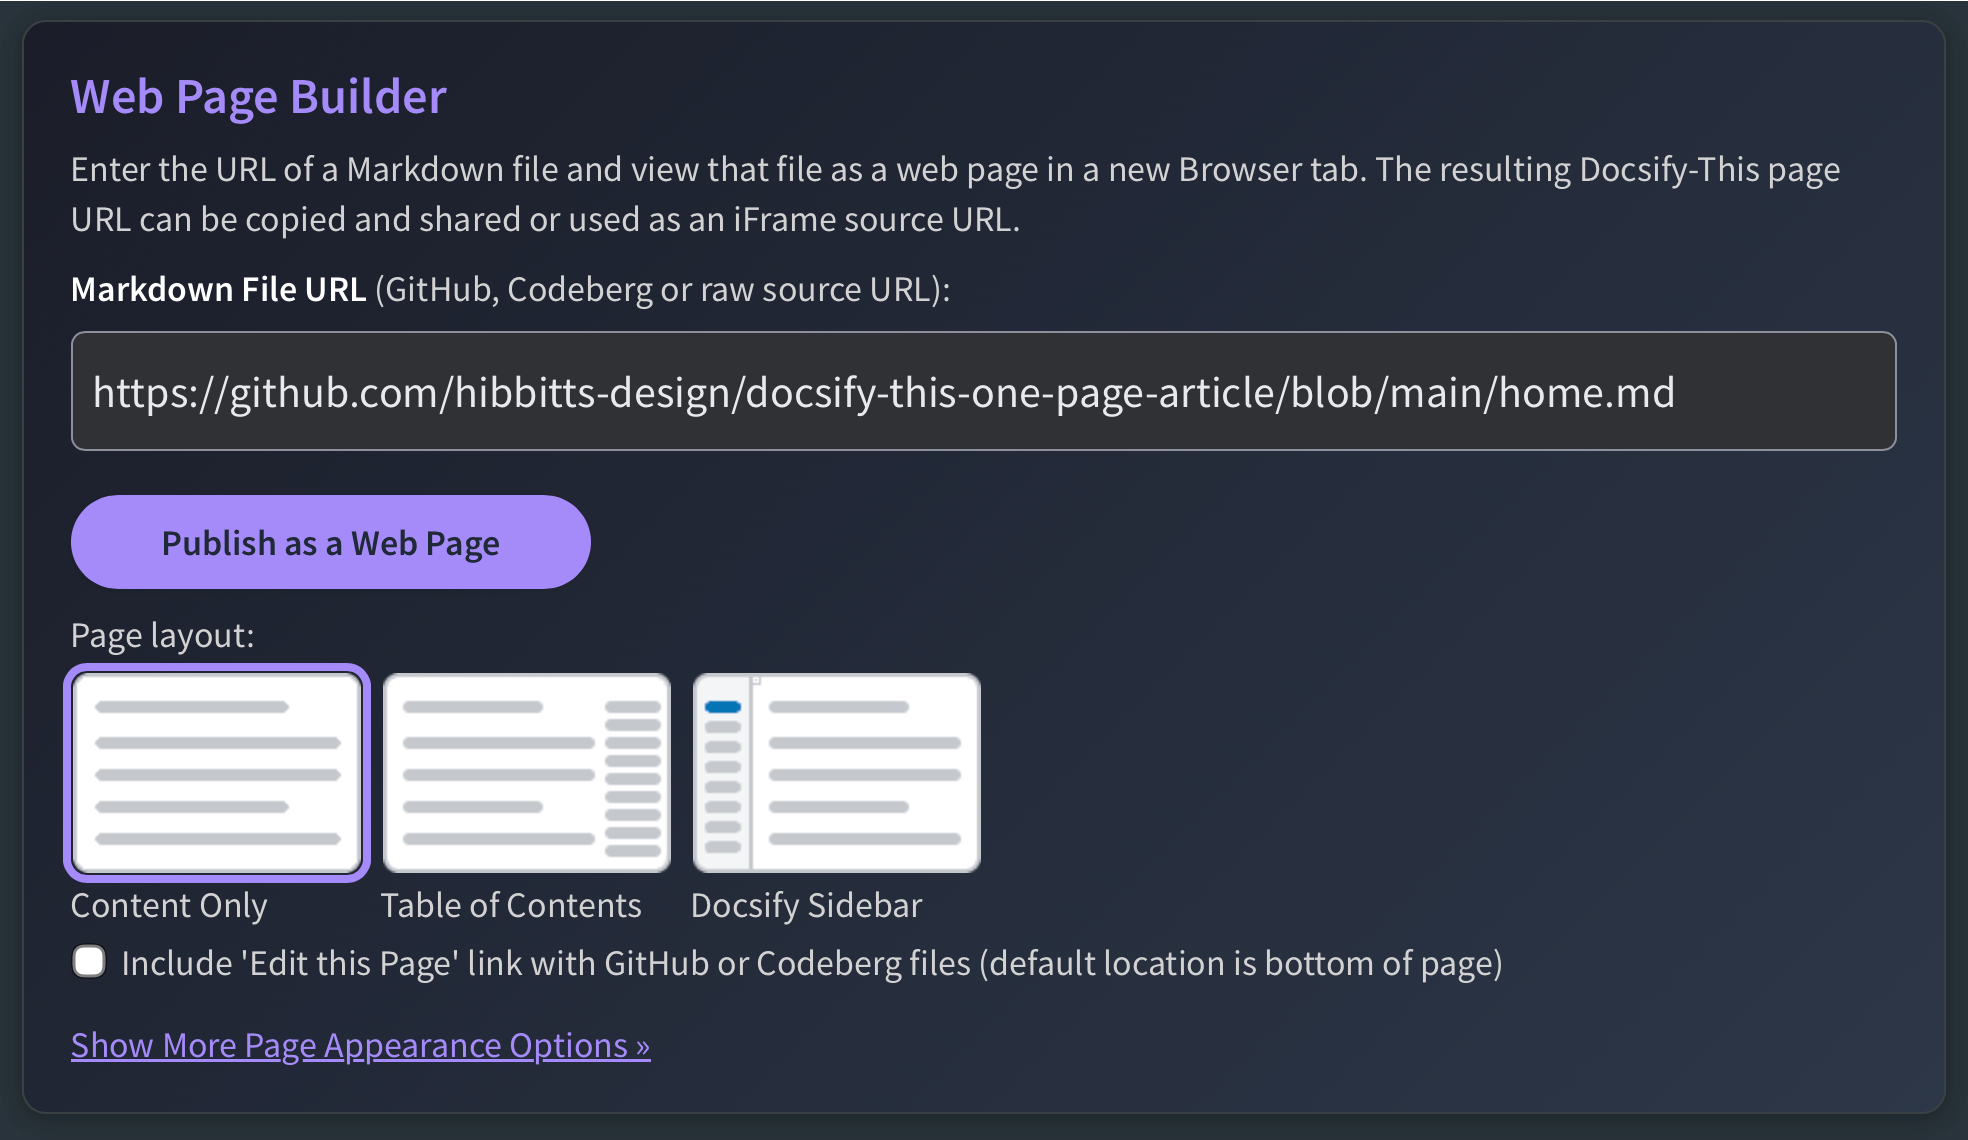 Web Page Builder
Enter the URL of a Markdown file and view that file as a web page in a new Browser tab. The resulting Docsify-This page
URL can be copied and shared or used as an iFrame source URL.
Markdown File URL (GitHub, Codeberg or raw source URL):
https://github.com/hibbitts-design/docsify-this-one-page-article/blob/main/home.md
Publish as a Web Page
Page layout:
Content Only
Table of Contents
Docsify Sidebar
Include 'Edit this Page' link with GitHub or Codeberg files (default location is bottom of page)
Show More Page Appearance Options »